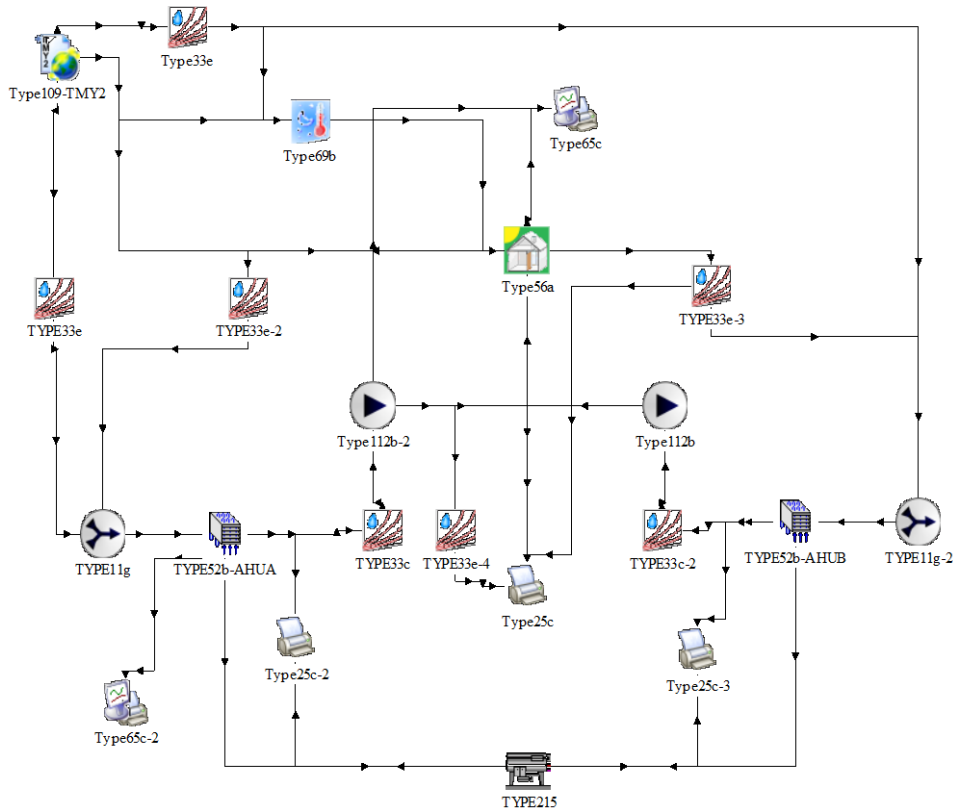 Type33e
Type109-TMY2
Type69b
Type65c
Type56a
TYPE33e
TYPE33e-2
TYPE33e-3
Type112b-2
Type112b
TYPE11g
TYPE52b-AHUA
TYPE33c
TYPE33e-4
TYPE33c-2
TYPE52b-AHUB
TYPE11g-2
Type25c
Type25c-2
Type25c-3
Type65c-2
TYPE215